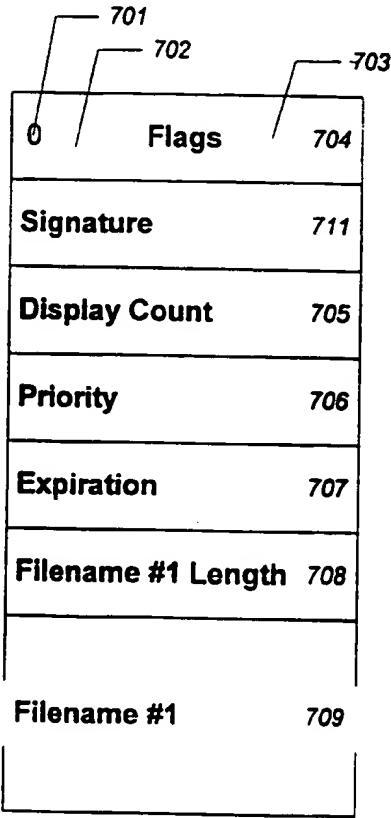 701
702
703
0 Flags 704
Signature 711
Display Count 705
Priority 706
Expiration 707
Filename #1 Length 708
Filename #1 709